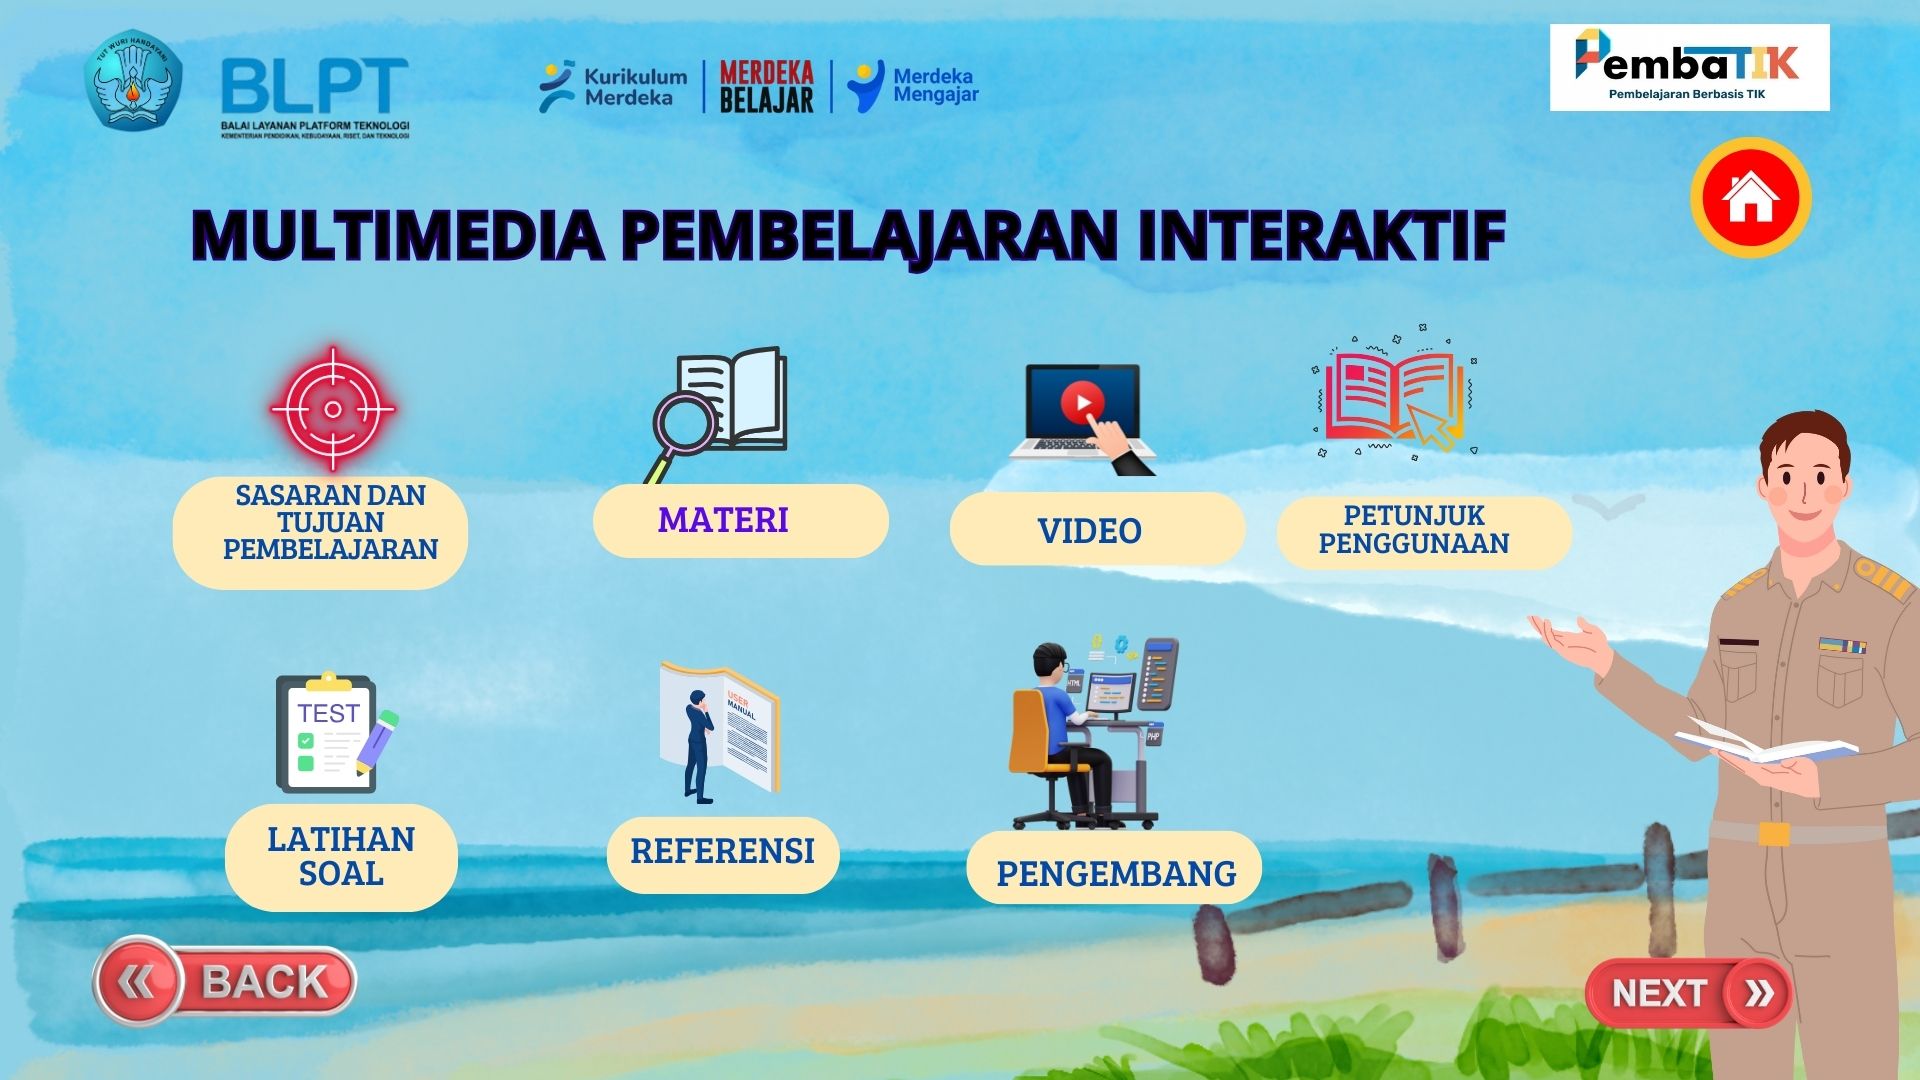 TUT WURI HANDAYANI
BLPT
BALAI LAYANAN PLATFORM TEKNOLOGI
KEMENTERIAN PENDIDIKAN, KEBUDAYAAN, RISET, DAN TEKNOLOGI
Kurikulum
Merdeka
MERDEKA
BELAJAR
Merdeka
Mengajar
PembaTIK
Pembelajaran Berbasis TIK
MULTIMEDIA PEMBELAJARAN INTERAKTIF
SASARAN DAN
TUJUAN
PEMBELAJARAN
MATERI
VIDEO
PETUNJUK
PENGGUNAAN
TEST
USER
MANUAL
HTML
PHP
LATIHAN
SOAL
REFERENSI
PENGEMBANG
BACK
NEXT